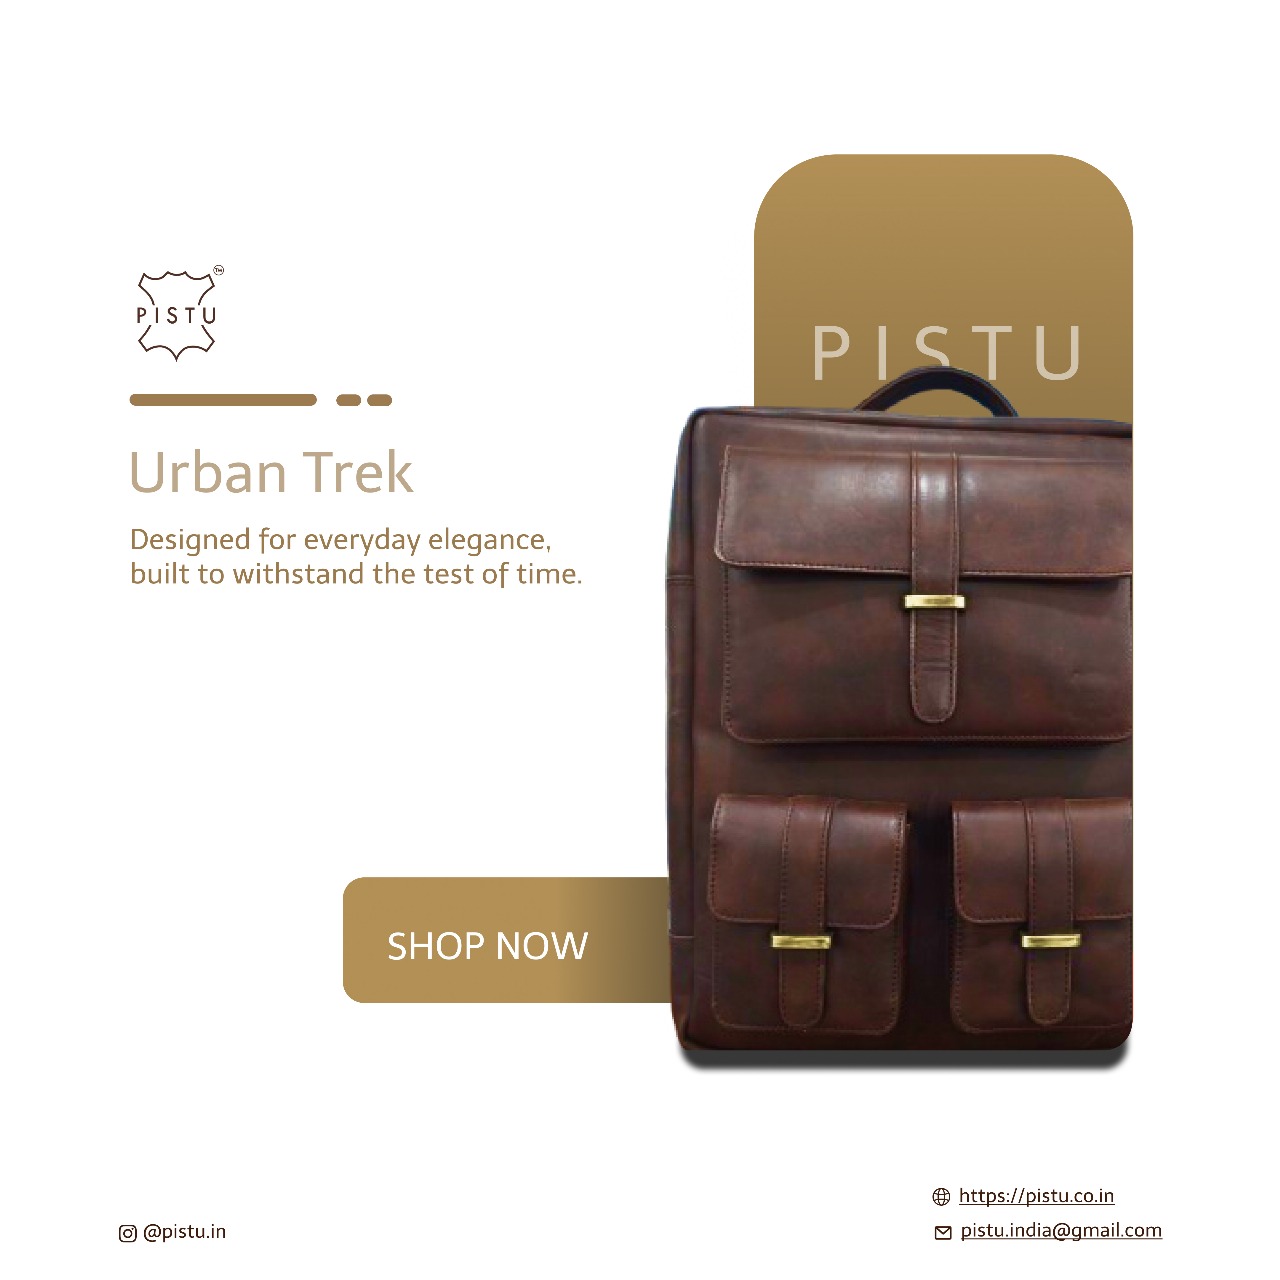 PISTU
TM
PISTU
Urban Trek
Designed for everyday elegance,
built to withstand the test of time.
SHOP NOW
https://pistu.co.in
@pistu.in
pistu.india@gmail.com